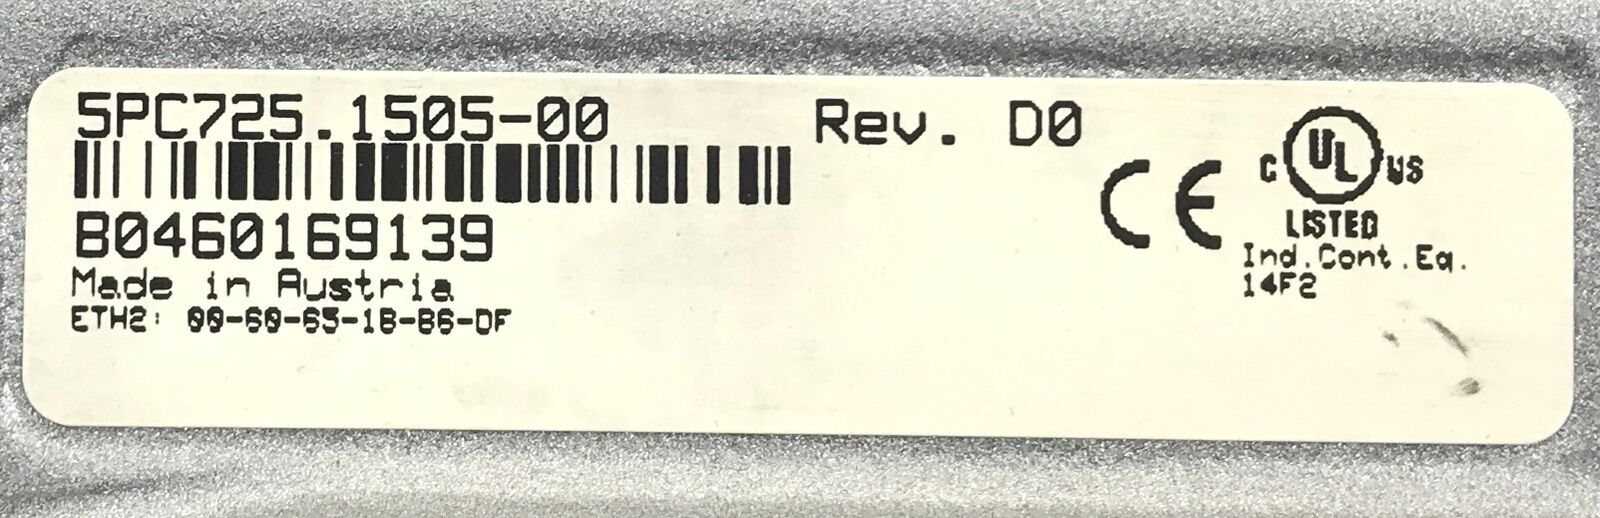 5PC725.1505-00 Rev. D0
B0460169139
Made in Austria
ETH2: 00-60-65-1B-B6-DF
CE
C UL US
LISTED
Ind.Cont.Eq.
14F2